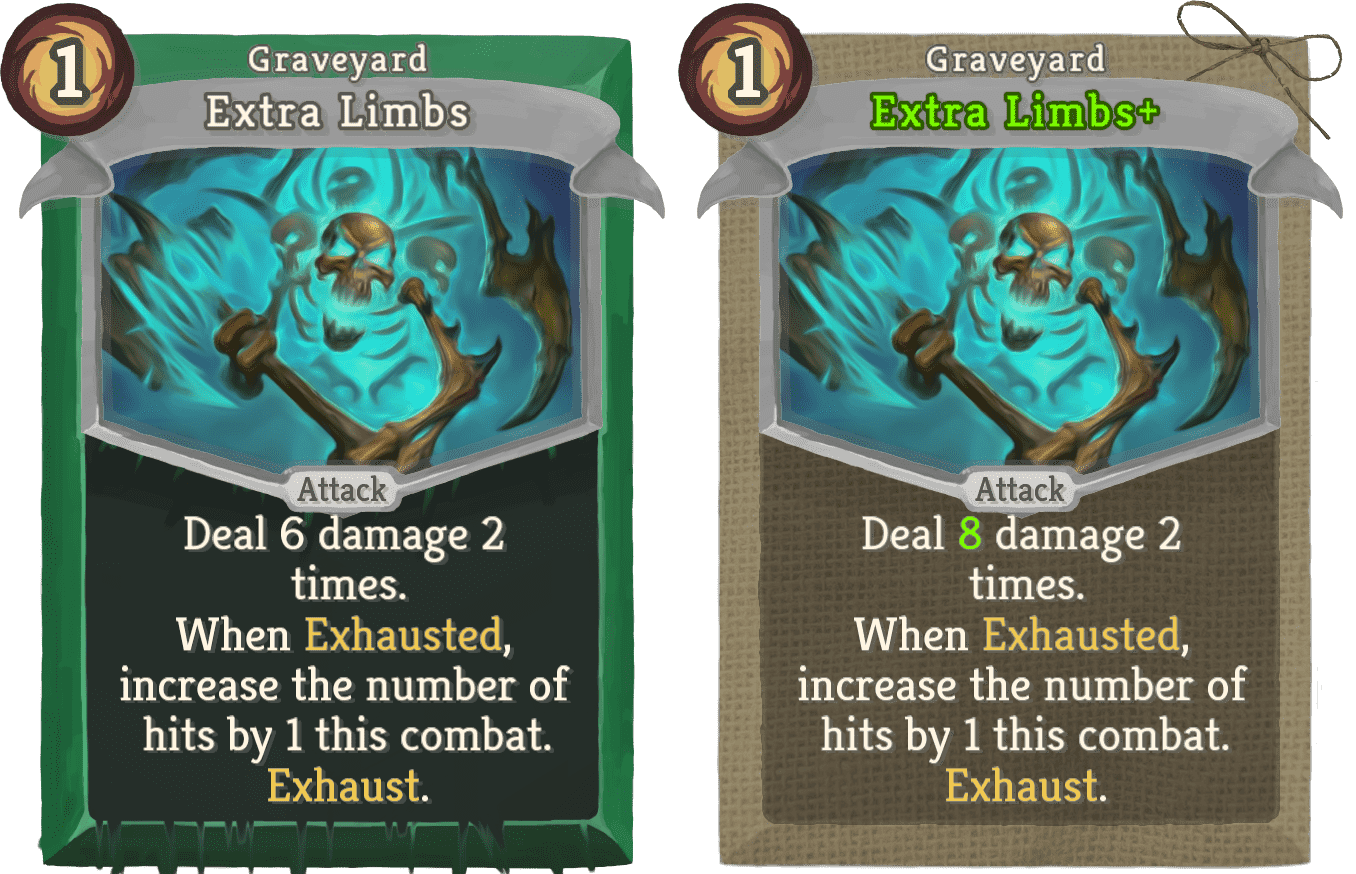 1
Graveyard
Extra Limbs
Attack
Deal 6 damage 2
times.
When Exhausted,
increase the number of
hits by 1 this combat.
Exhaust.
1
Graveyard
Extra Limbs+
Attack
Deal 8 damage 2
times.
When Exhausted,
increase the number of
hits by 1 this combat.
Exhaust.